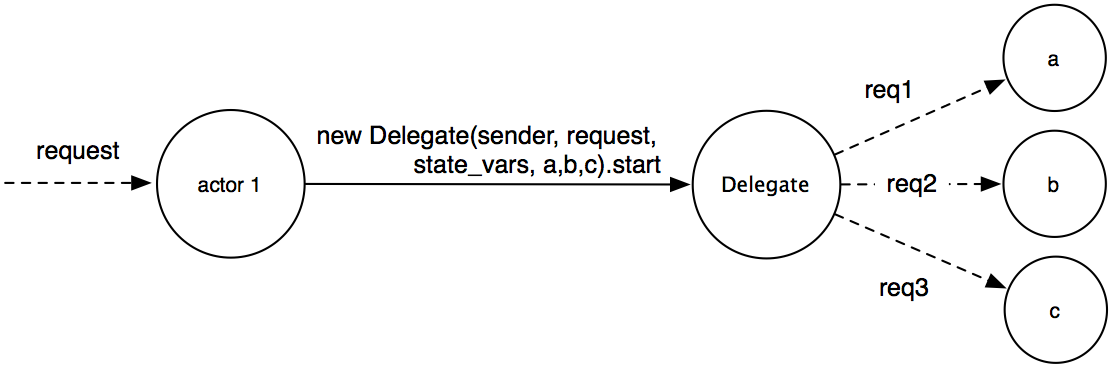 request
actor 1
new Delegate(sender, request,
state_vars, a,b,c).start
Delegate
req1
req2
req3
a
b
c